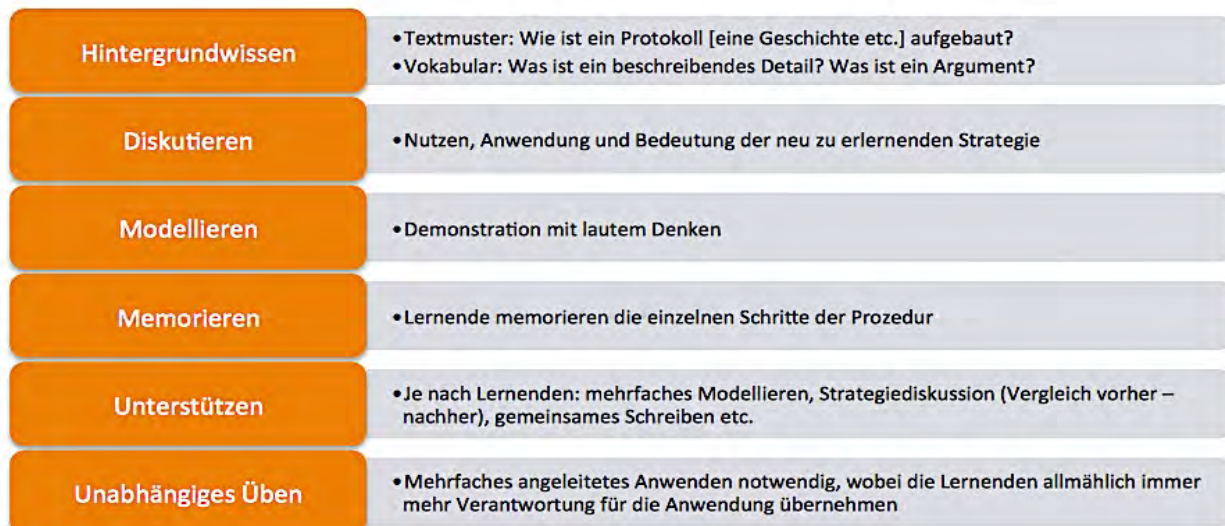 Hintergrundwissen
•Textmuster: Wie ist ein Protokoll [eine Geschichte etc.] aufgebaut?
•Vokabular: Was ist ein beschreibendes Detail? Was ist ein Argument?
Diskutieren
•Nutzen, Anwendung und Bedeutung der neu zu erlernenden Strategie
Modellieren
•Demonstration mit lautem Denken
Memorieren
•Lernende memorieren die einzelnen Schritte der Prozedur
Unterstützen
•Je nach Lernenden: mehrfaches Modellieren, Strategiediskussion (Vergleich vorher –
nachher), gemeinsames Schreiben etc.
Unabhängiges Üben
•Mehrfaches angeleitetes Anwenden notwendig, wobei die Lernenden allmählich immer
mehr Verantwortung für die Anwendung übernehmen